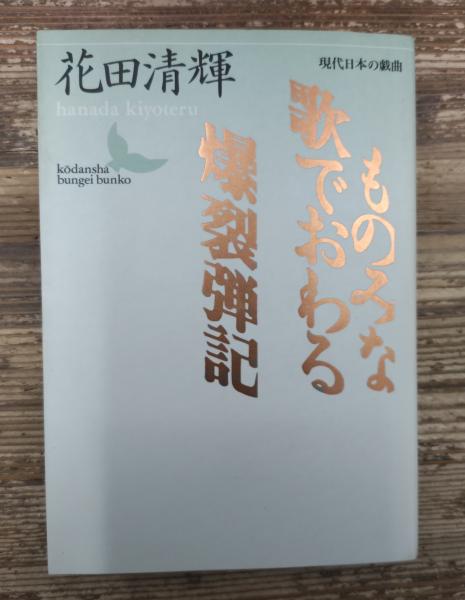 花田清輝
hanada kiyoteru
kōdansha
bungei bunko
現代日本の戯曲
ものみな
歌でおわる
爆裂弾記